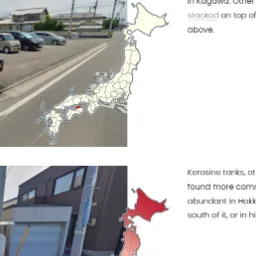 in Kagawa. Other
stacked on top of
above.
Kerosine tanks, ot
found more comm
abundant in Hokk
south of it, or in hi